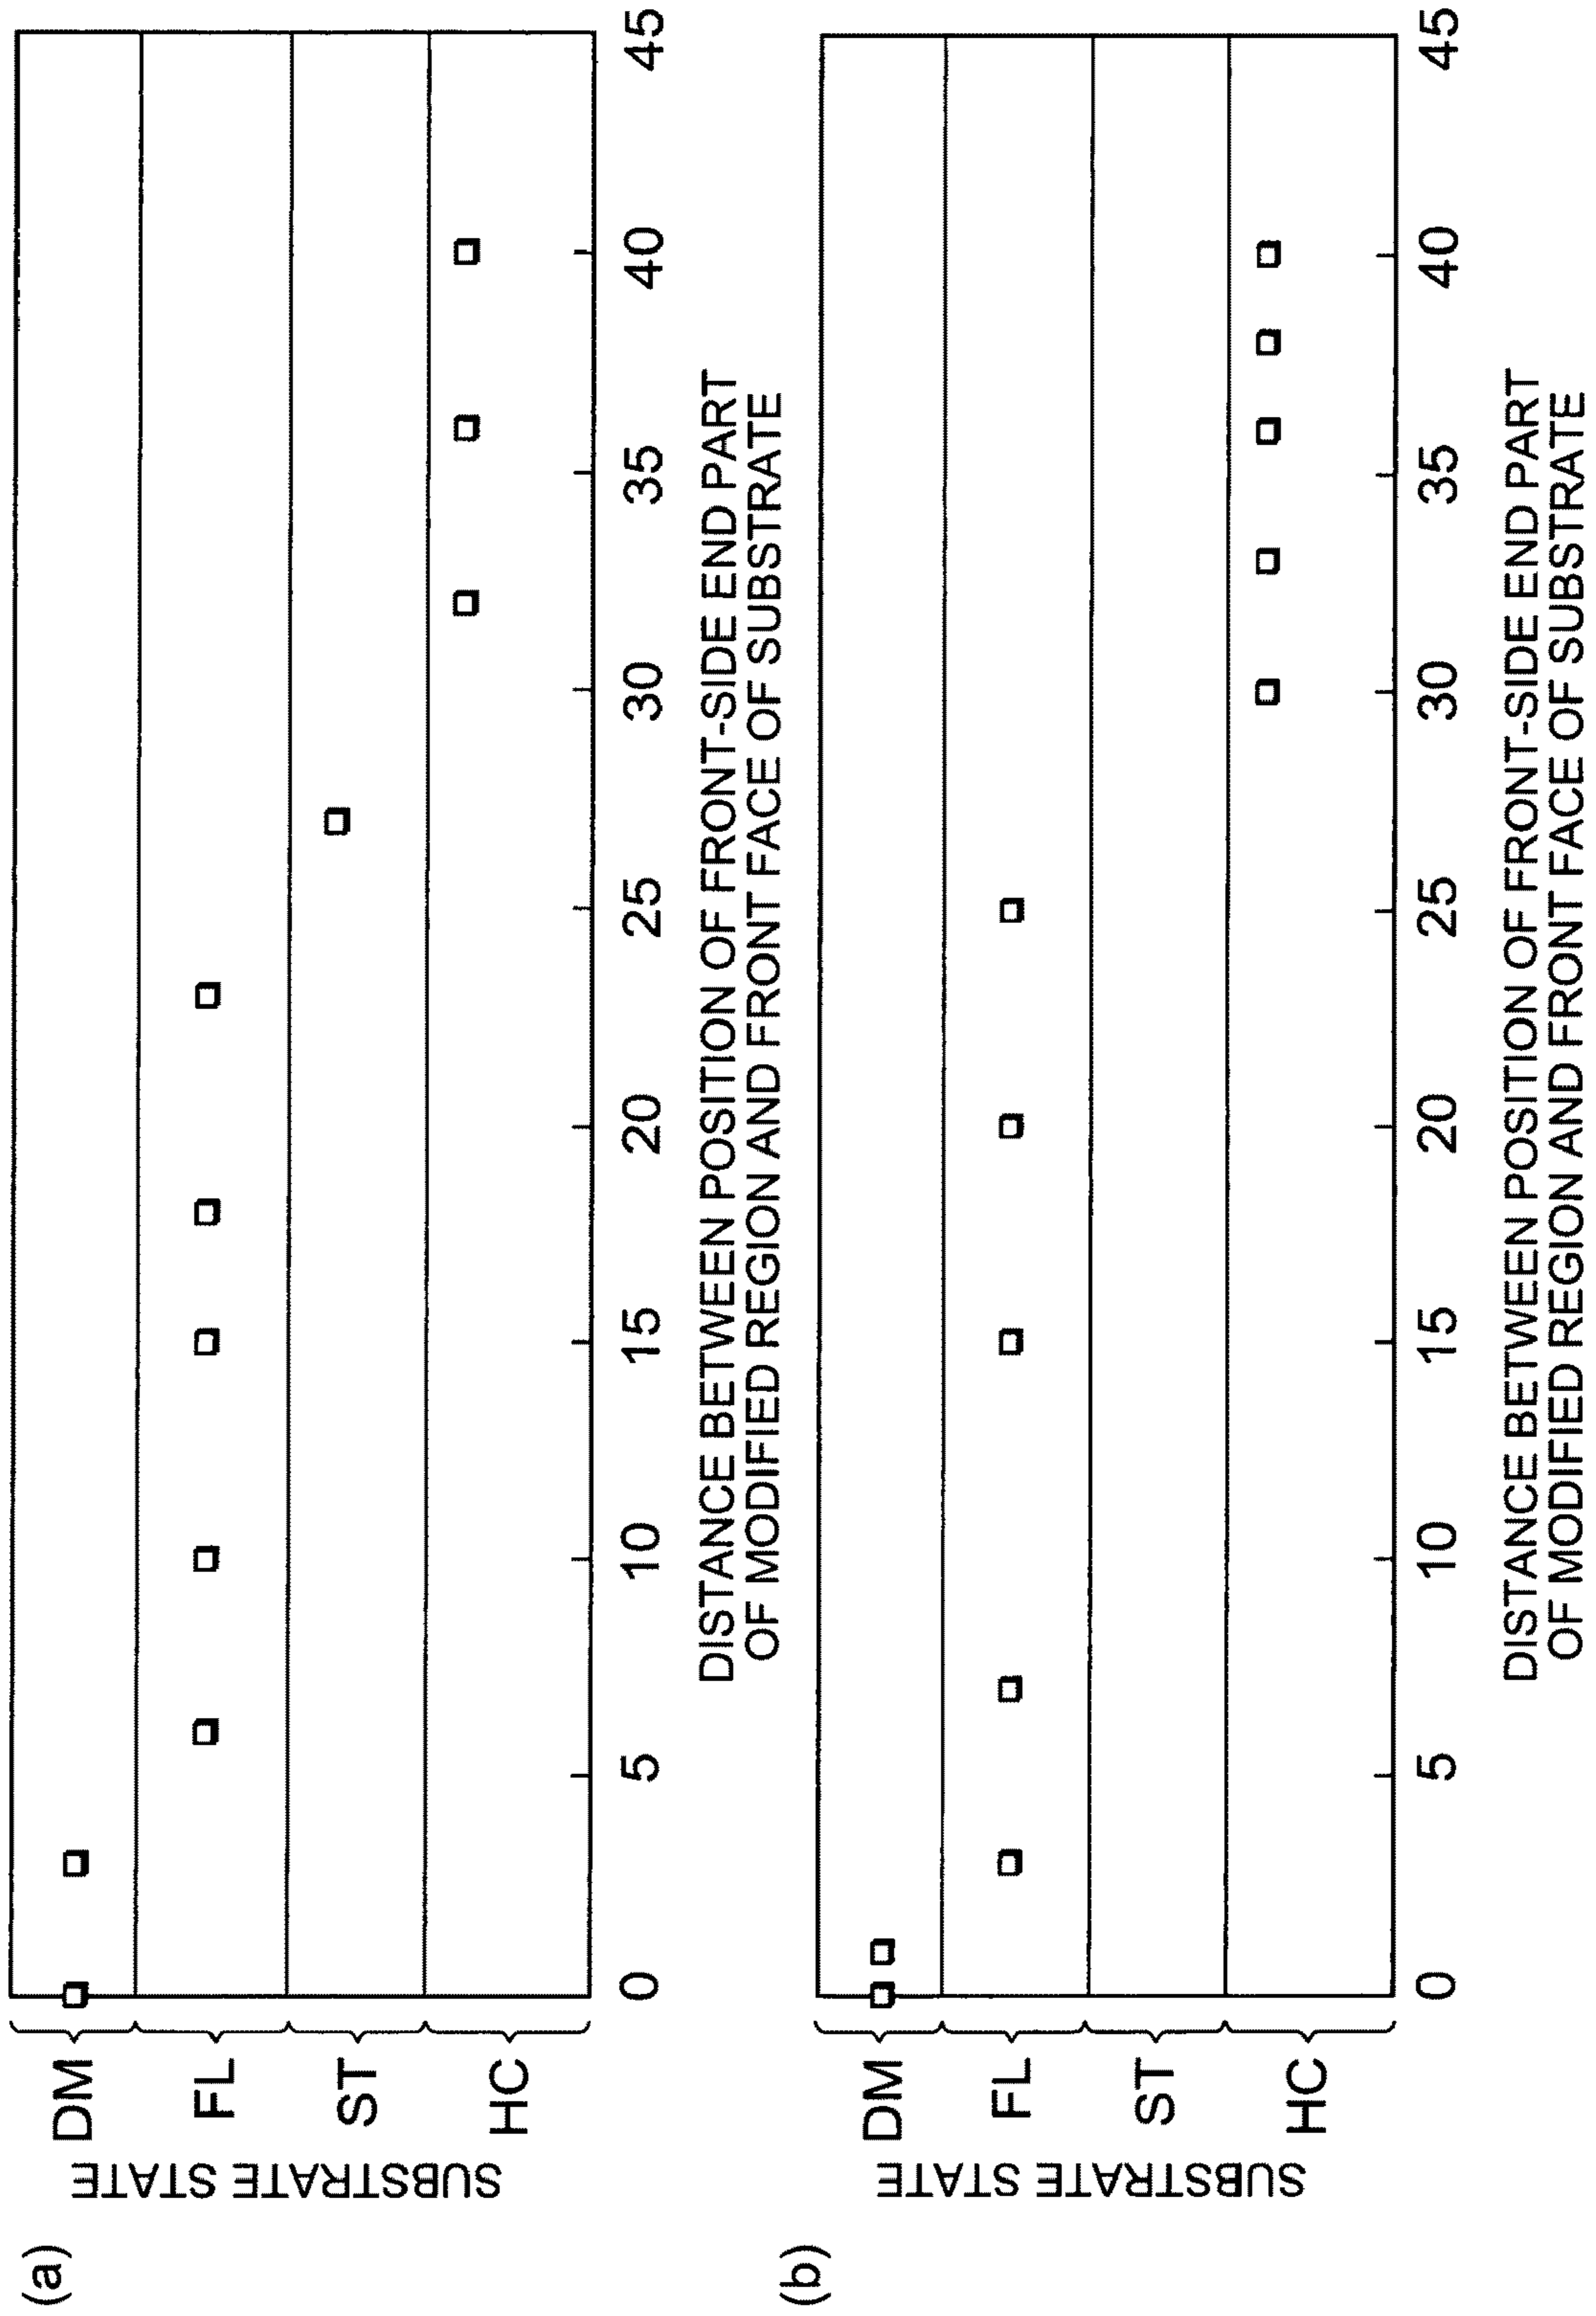 (a)
SUBSTRATE STATE
DM
FL
ST
HC
0 5 10 15 20 25 30 35 40 45
DISTANCE BETWEEN POSITION OF FRONT-SIDE END PART
OF MODIFIED REGION AND FRONT FACE OF SUBSTRATE
(b)
SUBSTRATE STATE
DM
FL
ST
HC
0 5 10 15 20 25 30 35 40 45
DISTANCE BETWEEN POSITION OF FRONT-SIDE END PART
OF MODIFIED REGION AND FRONT FACE OF SUBSTRATE